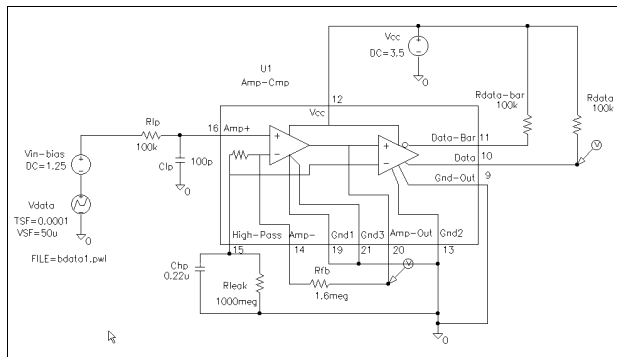 Vcc
DC=3.5
0
U1
Amp-Cmp
12
Vcc
Rdata-bar
100k
Rdata
100k
Rlp
100k
16
Amp+
Clp
100p
0
Data-Bar
11
Data
10
Gnd-Out
9
V
Vin-bias
DC=1.25
Vdata
TSF=0.0001
VSF=50u
0
FILE=bdata1.pwl
High-Pass
Amp-
Gnd1
Gnd3
Amp-Out
Gnd2
15
14
19
21
20
13
Chp
0.22u
Rleak
1000meg
Rfb
1.6meg
V
0